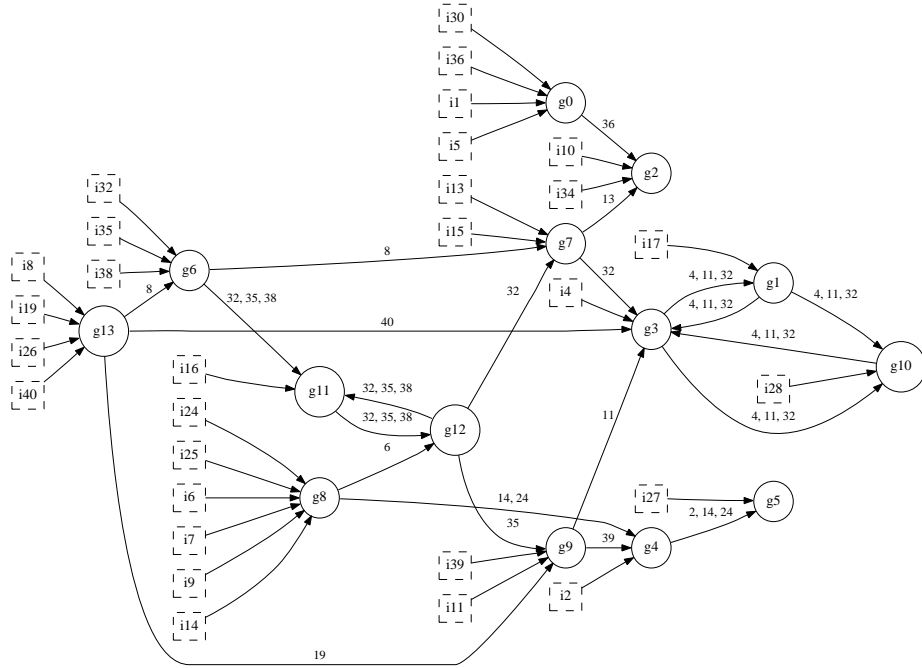 i30
i36
i1
g0
36
i5
i10
g2
i34
13
i32
i13
i35
i15
g7
i17
i38
g6
8
32
4, 11, 32
g1
i8
8
32, 35, 38
32
i4
4, 11, 32
4, 11, 32
i19
g13
40
g3
4, 11, 32
i26
g10
i40
i16
g11
32, 35, 38
i28
i24
32, 35, 38
g12
11
4, 11, 32
6
i25
i6
g8
14, 24
i27
g5
2, 14, 24
i7
35
39
g9
g4
i39
i9
i11
i2
i14
19